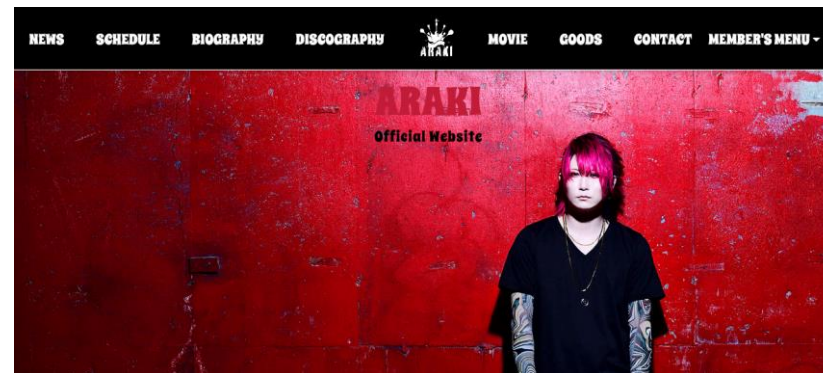 NEWS SCHEDULE BIOGRAPHY DISCOGRAPHY ARAKI MOVIE GOODS CONTACT MEMBER'S MENU
ARAKI
Official Website